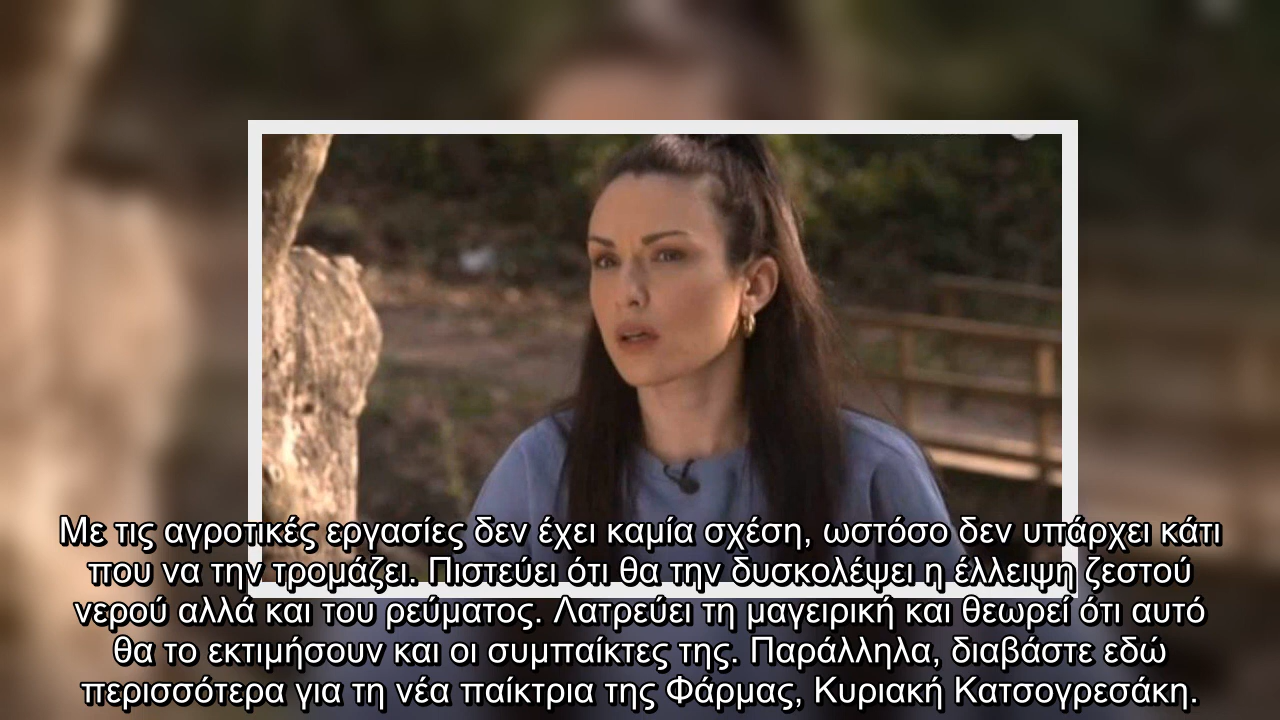 Με τις αγροτικές εργασίες δεν έχει καμία σχέση, ωστόσο δεν υπάρχει κάτι
που να την τρομάζει. Πιστεύει ότι θα την δυσκολέψει η έλλειψη ζεστού
νερού αλλά και του ρεύματος. Λατρεύει τη μαγειρική και θεωρεί ότι αυτό
θα το εκτιμήσουν και οι συμπαίκτες της. Παράλληλα, διαβάστε εδώ
περισσότερα για τη νέα παίκτρια της Φάρμας, Κυριακή Κατσογρεσάκη.